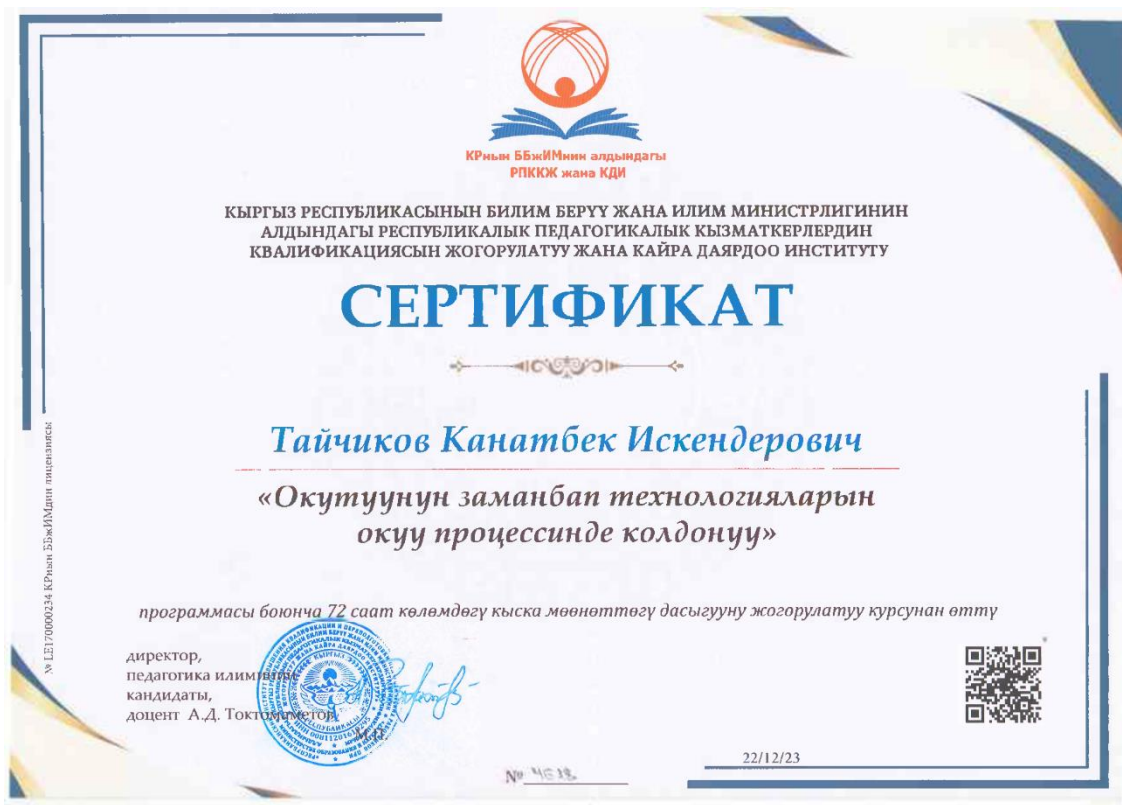 КРнын ББжИМнин алдындагы
РПККЖ жана КДИ
КЫРГЫЗ РЕСПУБЛИКАСЫНЫН БИЛИМ БЕРҮҮ ЖАНА ИЛИМ МИНИСТРЛИГИНИН
АЛДЫНДАГЫ РЕСПУБЛИКАЛЫК ПЕДАГОГИКАЛЫК КЫЗМАТКЕРЛЕРДИН
КВАЛИФИКАЦИЯСЫН ЖОГОРУЛАТУУ ЖАНА КАЙРА ДАЯРДОО ИНСТИТУТУ
СЕРТИФИКАТ
Тайчиков Канатбек Искендерович
«Окутуунун заманбап технологияларын
окуу процессинде колдонуу»
программасы боюнча 72 саат көлөмдөгү кыска мөөнөттөгү дасыгууну жогорулатуу курсунан өттү
директор,
педагогика илиминин
кандидаты,
доцент А.Д. Токтомаметов
М.П.
22/12/23
№
№ LE170000234 КРнын ББжИМдин лицензиясы